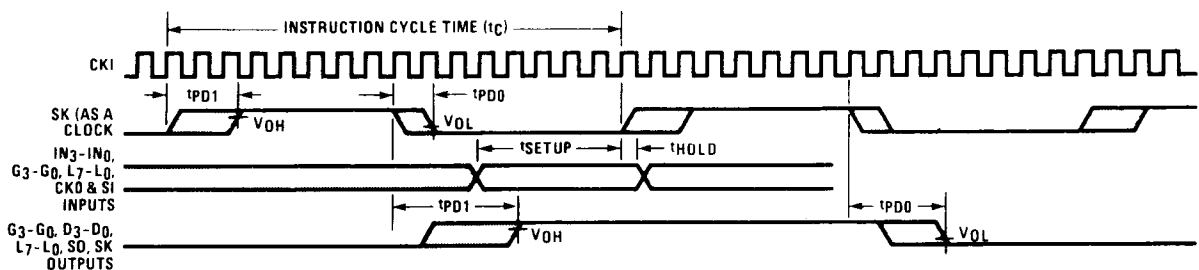 INSTRUCTION CYCLE TIME (tC)
CKI
tPD1
tPD0
SK (AS A
CLOCK
VOH
VOL
IN3-IN0,
G3-G0, L7-L0,
CKO & SI
INPUTS
tSETUP
tHOLD
tPD1
tPD0
G3-G0, D3-D0,
L7-L0, SO, SK
OUTPUTS
VOH
VOL